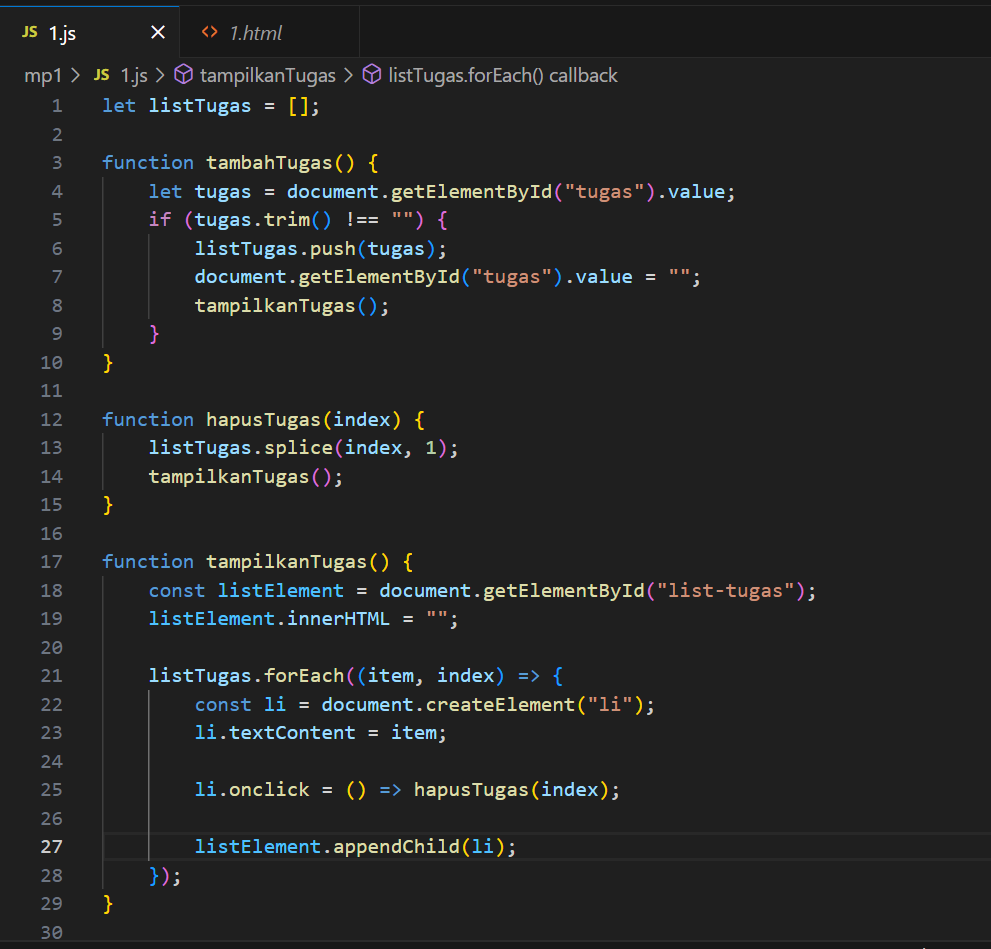 JS 1.js × <> 1.html
mp1 > JS 1.js > tampilkanTugas > listTugas.forEach() callback
1 let listTugas = [];
2
3 function tambahTugas() {
4     let tugas = document.getElementById("tugas").value;
5     if (tugas.trim() !== "") {
6         listTugas.push(tugas);
7         document.getElementById("tugas").value = "";
8         tampilkanTugas();
9     }
10 }
11
12 function hapusTugas(index) {
13     listTugas.splice(index, 1);
14     tampilkanTugas();
15 }
16
17 function tampilkanTugas() {
18     const listElement = document.getElementById("list-tugas");
19     listElement.innerHTML = "";
20
21     listTugas.forEach((item, index) => {
22         const li = document.createElement("li");
23         li.textContent = item;
24
25         li.onclick = () => hapusTugas(index);
26
27         listElement.appendChild(li);
28     });
29 }
30